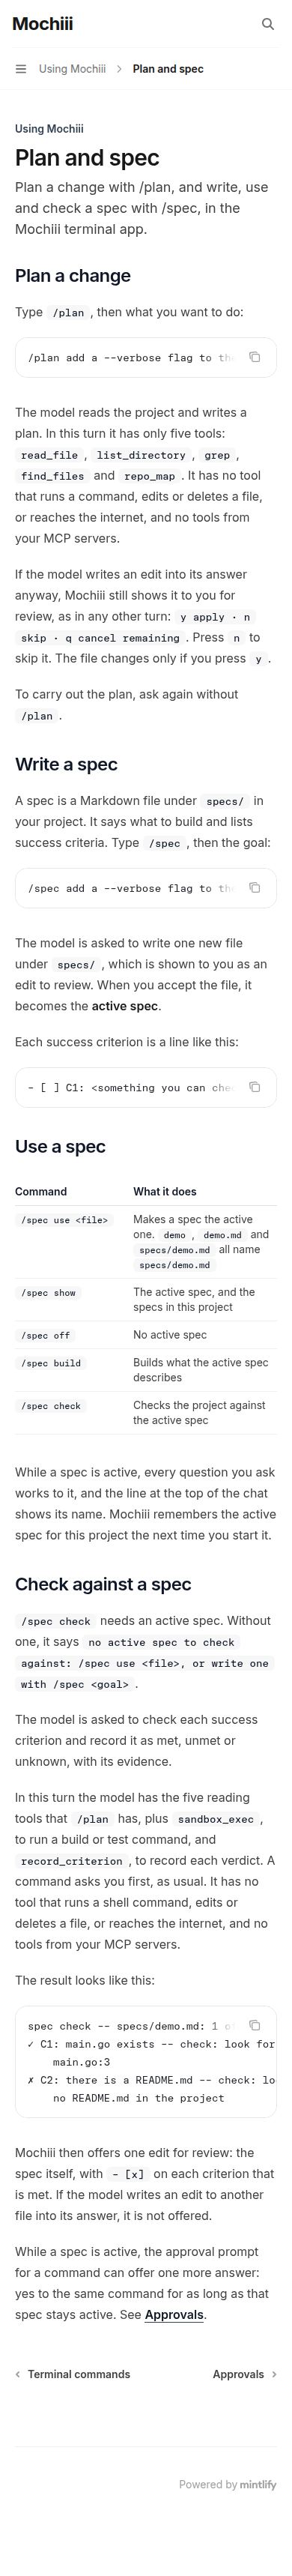 Mochiii
Using Mochiii > Plan and spec
Using Mochiii
Plan and spec
Plan a change with /plan, and write, use
and check a spec with /spec, in the
Mochiii terminal app.
Plan a change
Type /plan , then what you want to do:
/plan add a --verbose flag to the
The model reads the project and writes a
plan. In this turn it has only five tools:
read_file , list_directory , grep ,
find_files and repo_map . It has no tool
that runs a command, edits or deletes a file,
or reaches the internet, and no tools from
your MCP servers.
If the model writes an edit into its answer
anyway, Mochiii still shows it to you for
review, as in any other turn: y apply · n
skip · q cancel remaining . Press n to
skip it. The file changes only if you press y .
To carry out the plan, ask again without
/plan .
Write a spec
A spec is a Markdown file under specs/ in
your project. It says what to build and lists
success criteria. Type /spec , then the goal:
/spec add a --verbose flag to the
The model is asked to write one new file
under specs/ , which is shown to you as an
edit to review. When you accept the file, it
becomes the active spec.
Each success criterion is a line like this:
- [ ] C1: <something you can che
Use a spec
Command What it does
/spec use <file> Makes a spec the active
one. demo , demo.md and
specs/demo.md all name
specs/demo.md
/spec show The active spec, and the
specs in this project
/spec off No active spec
/spec build Builds what the active spec
describes
/spec check Checks the project against
the active spec
While a spec is active, every question you ask
works to it, and the line at the top of the chat
shows its name. Mochiii remembers the active
spec for this project the next time you start it.
Check against a spec
/spec check needs an active spec. Without
one, it says no active spec to check
against: /spec use <file>, or write one
with /spec <goal> .
The model is asked to check each success
criterion and record it as met, unmet or
unknown, with its evidence.
In this turn the model has the five reading
tools that /plan has, plus sandbox_exec ,
to run a build or test command, and
record_criterion , to record each verdict. A
command asks you first, as usual. It has no
tool that runs a shell command, edits or
deletes a file, or reaches the internet, and no
tools from your MCP servers.
The result looks like this:
spec check -- specs/demo.md: 1 o
✓ C1: main.go exists -- check: look for
main.go:3
✗ C2: there is a README.md -- check: lo
no README.md in the project
Mochiii then offers one edit for review: the
spec itself, with - [x] on each criterion that
is met. If the model writes an edit to another
file into its answer, it is not offered.
While a spec is active, the approval prompt
for a command can offer one more answer:
yes to the same command for as long as that
spec stays active. See Approvals.
‹ Terminal commands Approvals ›
Powered by mintlify